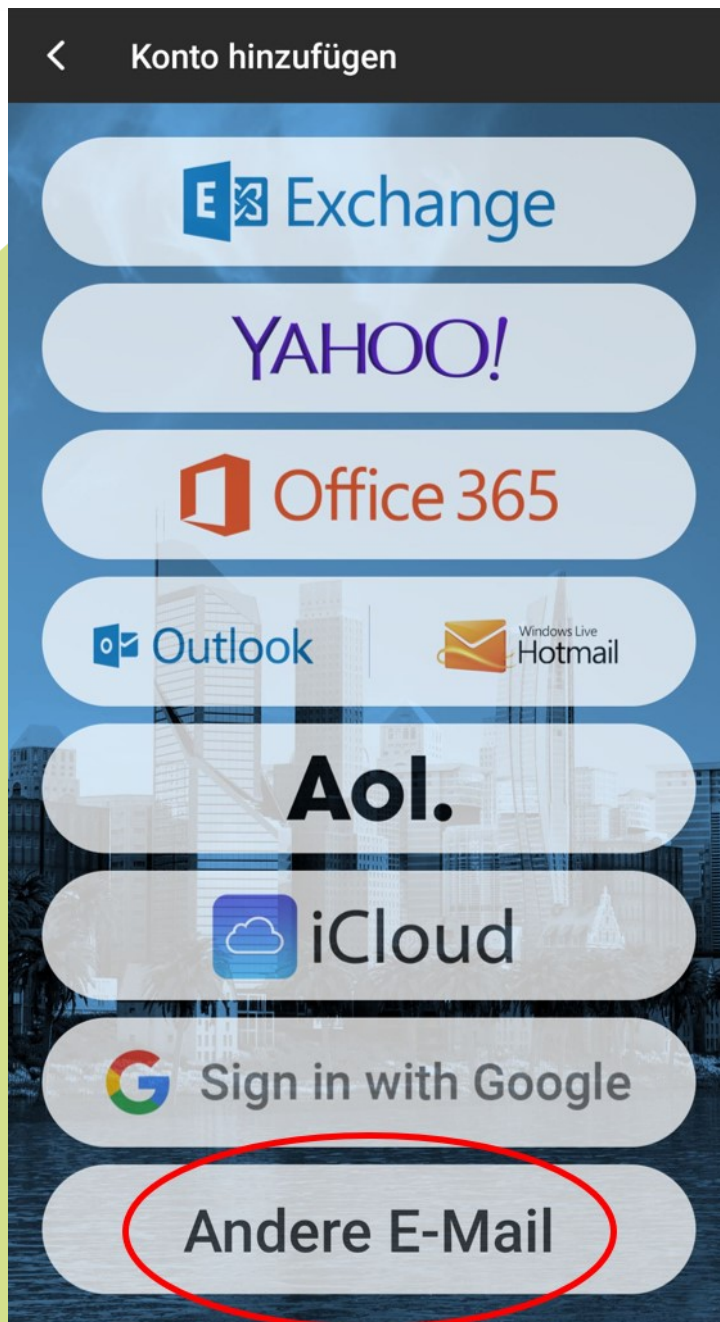 Konto hinzufügen
Exchange
YAHOO!
Office 365
Outlook
Windows Live
Hotmail
Aol.
iCloud
Sign in with Google
Andere E-Mail